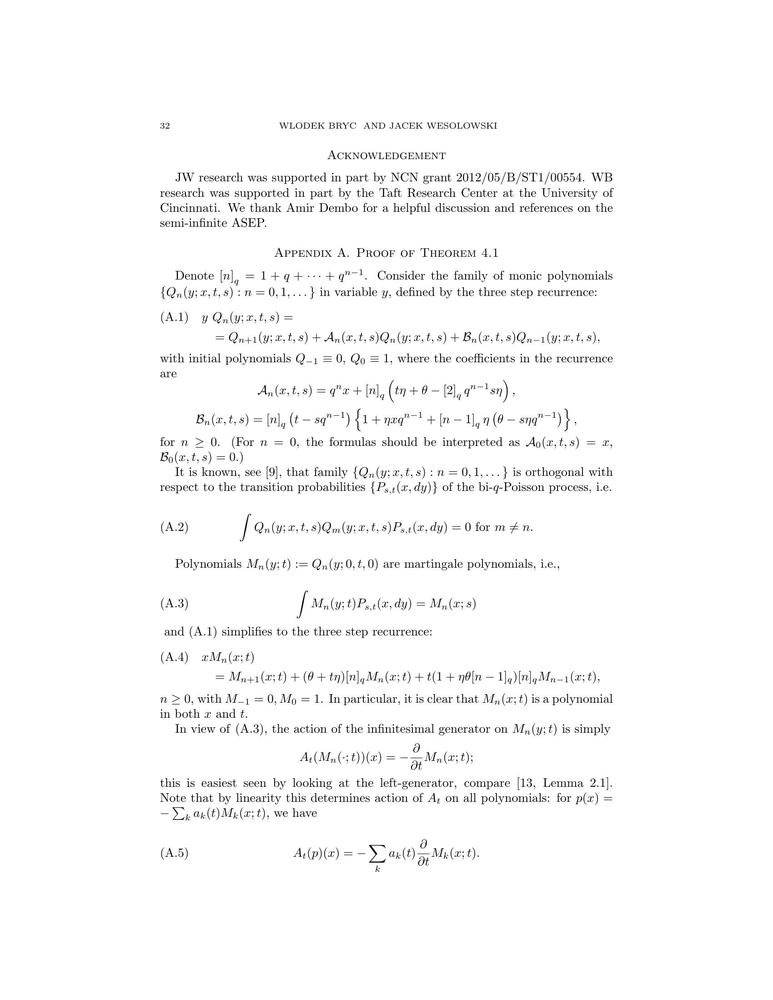 32 WLODEK BRYC AND JACEK WESOLOWSKI
ACKNOWLEDGEMENT
JW research was supported in part by NCN grant 2012/05/B/ST1/00554. WB
research was supported in part by the Taft Research Center at the University of
Cincinnati. We thank Amir Dembo for a helpful discussion and references on the
semi-infinite ASEP.
APPENDIX A. PROOF OF THEOREM 4.1
Denote $[n]_q = 1 + q + \cdots + q^{n-1}$. Consider the family of monic polynomials
$\{Q_n(y; x, t, s) : n = 0, 1, \dots\}$ in variable $y$, defined by the three step recurrence:
(A.1) $y\, Q_n(y; x, t, s) =$
$= Q_{n+1}(y; x, t, s) + \mathcal{A}_n(x, t, s)Q_n(y; x, t, s) + \mathcal{B}_n(x, t, s)Q_{n-1}(y; x, t, s),$
with initial polynomials $Q_{-1} \equiv 0$, $Q_0 \equiv 1$, where the coefficients in the recurrence
are
$\mathcal{A}_n(x, t, s) = q^n x + [n]_q \left( t\eta + \theta - [2]_q q^{n-1} s\eta \right),$
$\mathcal{B}_n(x, t, s) = [n]_q \left( t - sq^{n-1} \right) \left\{ 1 + \eta x q^{n-1} + [n-1]_q \eta \left( \theta - s\eta q^{n-1} \right) \right\},$
for $n \geq 0$. (For $n = 0$, the formulas should be interpreted as $\mathcal{A}_0(x, t, s) = x$,
$\mathcal{B}_0(x, t, s) = 0$.)
It is known, see [9], that family $\{Q_n(y; x, t, s) : n = 0, 1, \dots\}$ is orthogonal with
respect to the transition probabilities $\{P_{s,t}(x, dy)\}$ of the bi-$q$-Poisson process, i.e.
(A.2) $\int Q_n(y; x, t, s)Q_m(y; x, t, s)P_{s,t}(x, dy) = 0$ for $m \neq n$.
Polynomials $M_n(y; t) := Q_n(y; 0, t, 0)$ are martingale polynomials, i.e.,
(A.3) $\int M_n(y; t)P_{s,t}(x, dy) = M_n(x; s)$
and (A.1) simplifies to the three step recurrence:
(A.4) $xM_n(x; t)$
$= M_{n+1}(x; t) + (\theta + t\eta)[n]_q M_n(x; t) + t(1 + \eta\theta[n-1]_q)[n]_q M_{n-1}(x; t),$
$n \geq 0$, with $M_{-1} = 0, M_0 = 1$. In particular, it is clear that $M_n(x; t)$ is a polynomial
in both $x$ and $t$.
In view of (A.3), the action of the infinitesimal generator on $M_n(y; t)$ is simply
$A_t(M_n(\cdot; t))(x) = -\frac{\partial}{\partial t} M_n(x; t);$
this is easiest seen by looking at the left-generator, compare [13, Lemma 2.1].
Note that by linearity this determines action of $A_t$ on all polynomials: for $p(x) =$
$-\sum_k a_k(t)M_k(x; t)$, we have
(A.5) $A_t(p)(x) = -\sum_k a_k(t) \frac{\partial}{\partial t} M_k(x; t).$